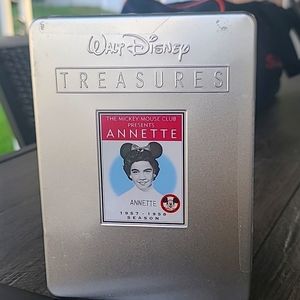 WALT DISNEY
TREASURES
THE MICKEY MOUSE CLUB
PRESENTS
ANNETTE
ANNETTE
1957-1958
SEASON